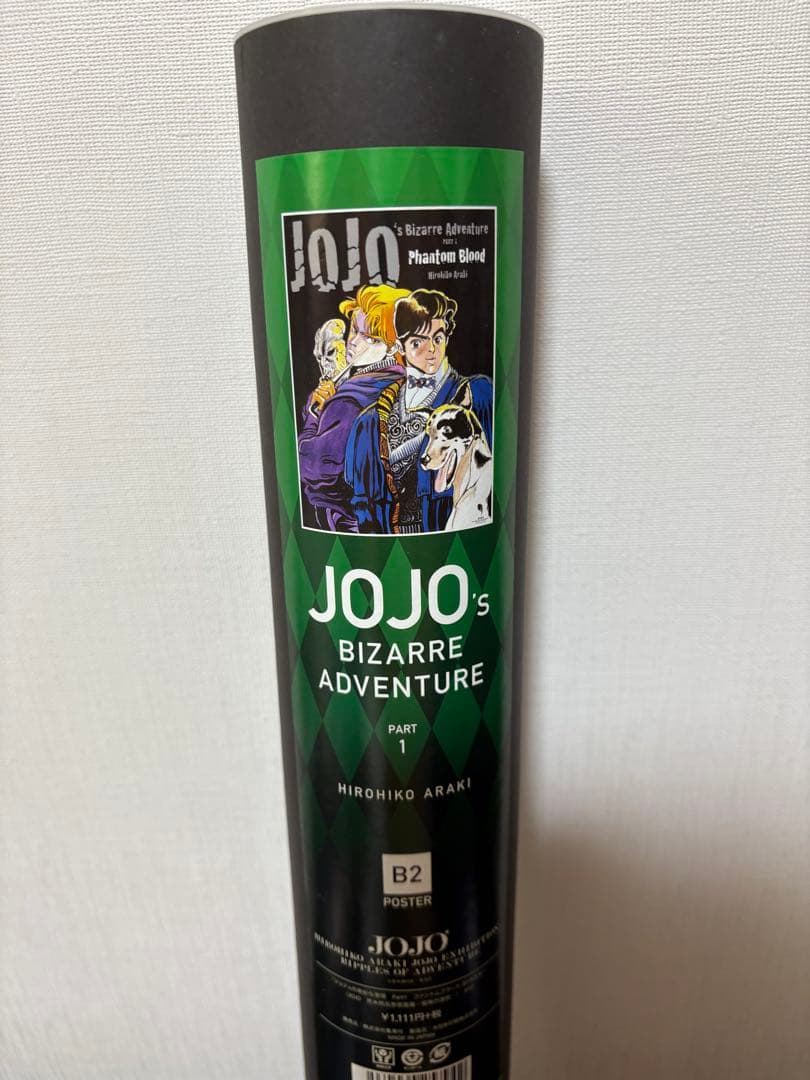 JOJO's Bizarre Adventure
PART 1
Phantom Blood
Hirohiko Araki
JOJO's
BIZARRE
ADVENTURE
PART
1
HIROHIKO ARAKI
B2
POSTER
JOJO
HIROHIKO ARAKI JOJO EXHIBITION
RIPPLES OF ADVENTURE
¥1,111円+税
MADE IN JAPAN